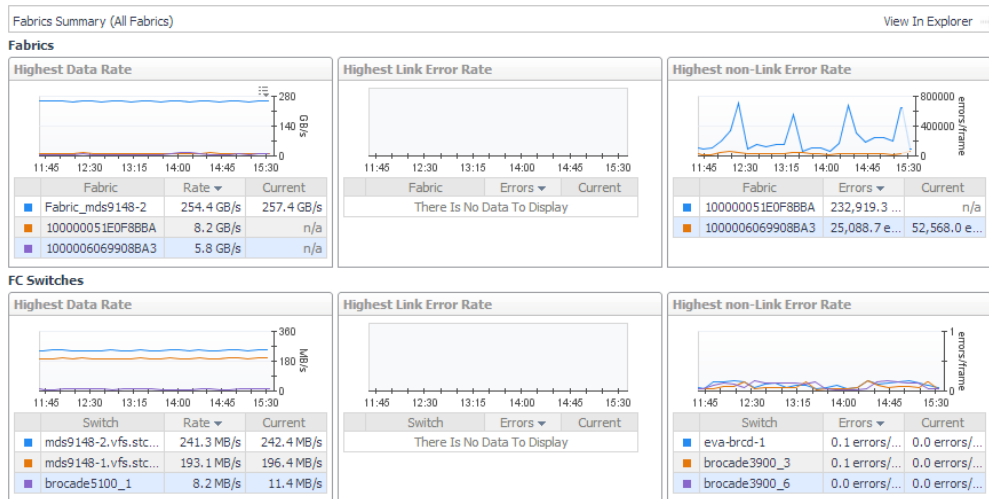 Fabrics Summary (All Fabrics) View In Explorer
Fabrics
Highest Data Rate
280
140
0
GB/s
11:45 12:30 13:15 14:00 14:45 15:30
Fabric Rate Current
Fabric_mds9148-2 254.4 GB/s 257.4 GB/s
100000051E0F8BBA 8.2 GB/s n/a
1000006069908BA3 5.8 GB/s n/a
Highest Link Error Rate
11:45 12:30 13:15 14:00 14:45 15:30
Fabric Errors Current
There Is No Data To Display
Highest non-Link Error Rate
800000
400000
0
errors/frame
11:45 12:30 13:15 14:00 14:45 15:30
Fabric Errors Current
100000051E0F8BBA 232,919.3 ... n/a
1000006069908BA3 25,088.7 e... 52,568.0 e...
FC Switches
Highest Data Rate
360
180
0
MB/s
11:45 12:30 13:15 14:00 14:45 15:30
Switch Rate Current
mds9148-2.vfs.stc... 241.3 MB/s 242.4 MB/s
mds9148-1.vfs.stc... 193.1 MB/s 196.4 MB/s
brocade5100_1 8.2 MB/s 11.4 MB/s
Highest Link Error Rate
11:45 12:30 13:15 14:00 14:45 15:30
Switch Errors Current
There Is No Data To Display
Highest non-Link Error Rate
1
0
errors/frame
11:45 12:30 13:15 14:00 14:45 15:30
Switch Errors Current
eva-brcd-1 0.1 errors/... 0.0 errors/...
brocade3900_3 0.1 errors/... 0.0 errors/...
brocade3900_6 0.1 errors/... 0.0 errors/...